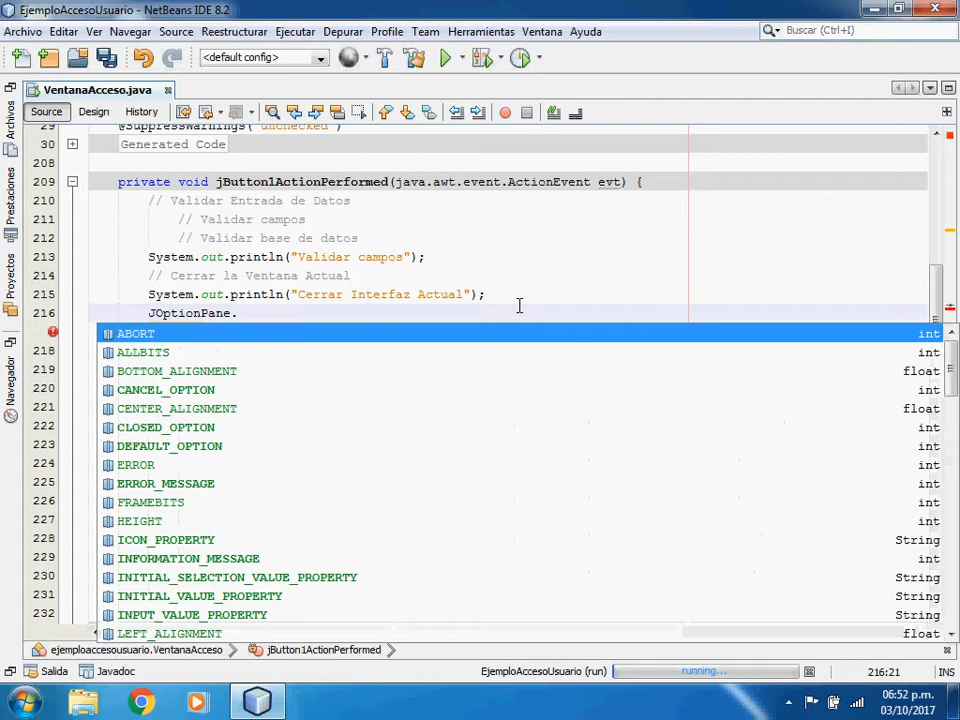 EjemploAccesoUsuario - NetBeans IDE 8.2
Archivo Editar Ver Navegar Source Reestructurar Ejecutar Depurar Profile Team Herramientas Ventana Ayuda
Buscar (Ctrl+I)
<default config>
VentanaAcceso.java
Source Design History
29 @SuppressWarnings("unchecked")
30 Generated Code
208
209 private void jButton1ActionPerformed(java.awt.event.ActionEvent evt) {
210 // Validar Entrada de Datos
211 // Validar campos
212 // Validar base de datos
213 System.out.println("Validar campos");
214 // Cerrar la Ventana Actual
215 System.out.println("Cerrar Interfaz Actual");
216 JOptionPane.
ABORT int
218 ALLBITS int
219 BOTTOM_ALIGNMENT float
220 CANCEL_OPTION int
221 CENTER_ALIGNMENT float
222 CLOSED_OPTION int
223 DEFAULT_OPTION int
224 ERROR int
225 ERROR_MESSAGE int
226 FRAMEBITS int
227 HEIGHT int
228 ICON_PROPERTY String
229 INFORMATION_MESSAGE int
230 INITIAL_SELECTION_VALUE_PROPERTY String
231 INITIAL_VALUE_PROPERTY String
232 INPUT_VALUE_PROPERTY String
LEFT_ALIGNMENT float
Archivos
Prestaciones
Proyectos
Navegador
ejemploaccesousuario.VentanaAcceso jButton1ActionPerformed
Salida Javadoc EjemploAccesoUsuario (run) running... 216:21 INS
06:52 p.m.
03/10/2017